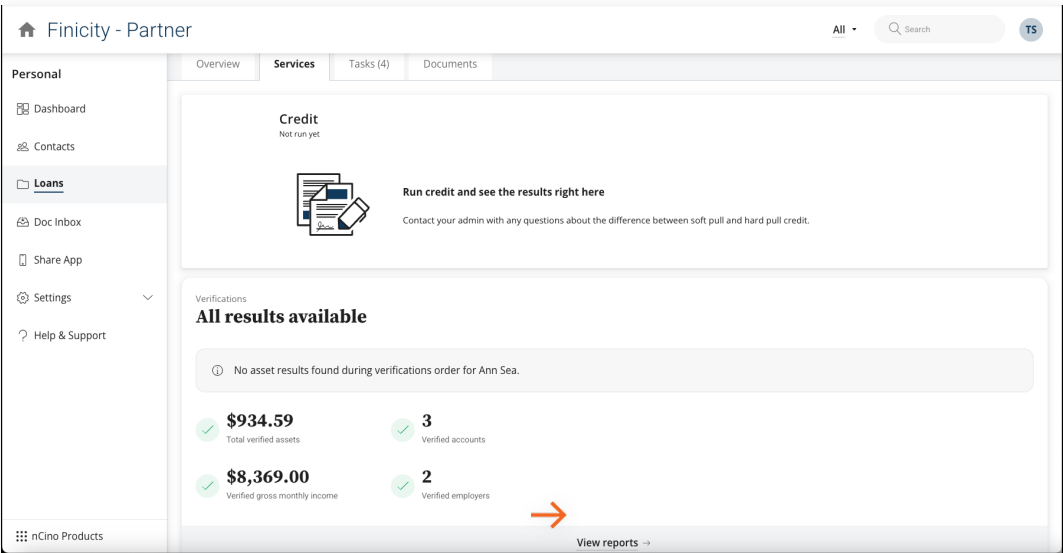 Finicity - Partner
All
Search
TS
Personal
Dashboard
Contacts
Loans
Doc Inbox
Share App
Settings
Help & Support
nCino Products
Overview
Services
Tasks (4)
Documents
Credit
Not run yet
Run credit and see the results right here
Contact your admin with any questions about the difference between soft pull and hard pull credit.
Verifications
All results available
No asset results found during verifications order for Ann Sea.
$934.59
Total verified assets
3
Verified accounts
$8,369.00
Verified gross monthly income
2
Verified employers
View reports →